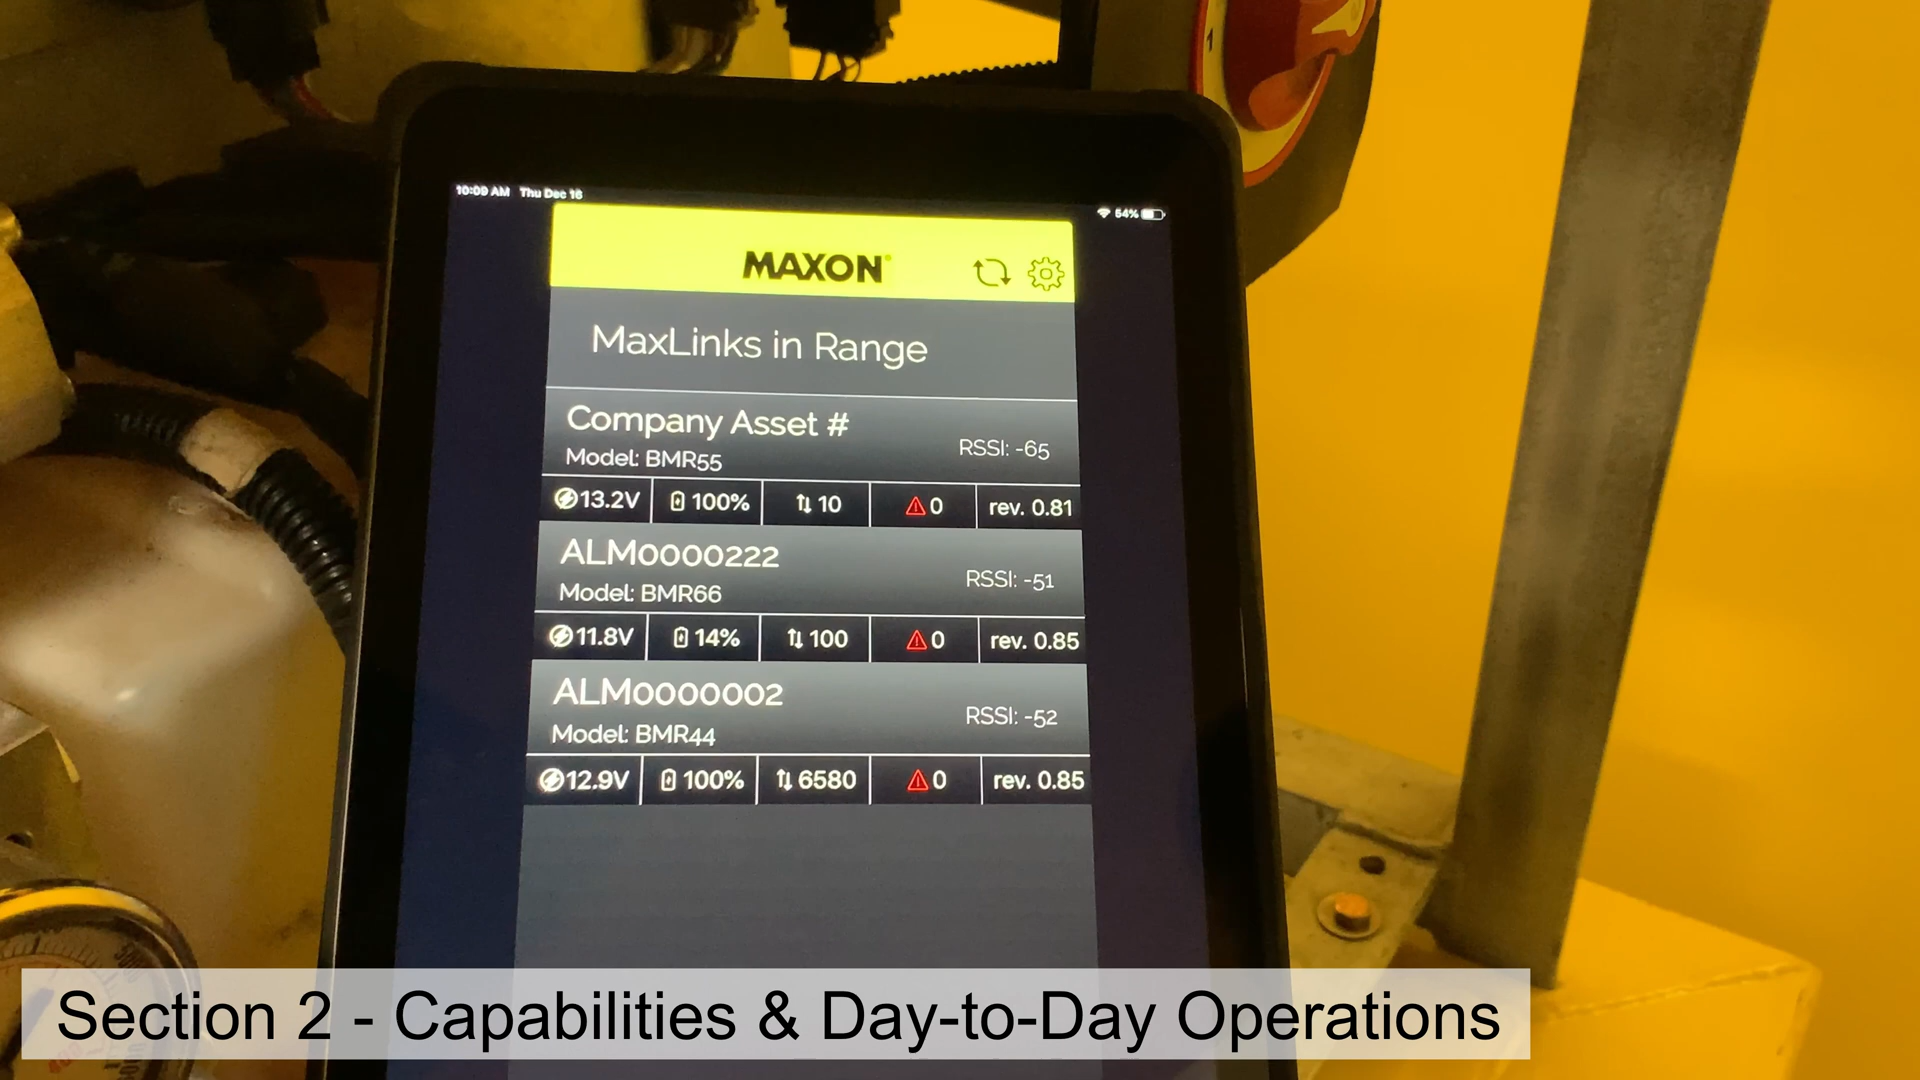 1
10:09 AM Thu Dec 16
54%
MAXON
MaxLinks in Range
Company Asset #
Model: BMR55
RSSI: -65
13.2V 100% 10 0 rev. 0.81
ALM0000222
Model: BMR66
RSSI: -51
11.8V 14% 100 0 rev. 0.85
ALM0000002
Model: BMR44
RSSI: -52
12.9V 100% 6580 0 rev. 0.85
Section 2 - Capabilities & Day-to-Day Operations